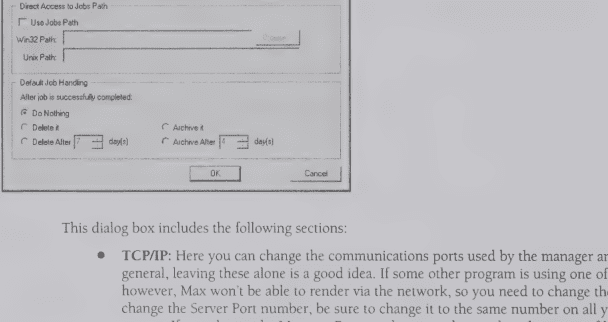 Direct Access to Jobs Path
Use Jobs Path
Win32 Path:
Unix Path:
Default Job Handling
After job is successfully completed:
Do Nothing
Delete it Archive it
Delete After 7 day(s) Archive After 4 day(s)
OK Cancel
This dialog box includes the following sections:
● TCP/IP: Here you can change the communications ports used by the manager
general, leaving these alone is a good idea. If some other program is using one of
however, Max won't be able to render via the network, so you need to change
change the Server Port number, be sure to change it to the same number on all